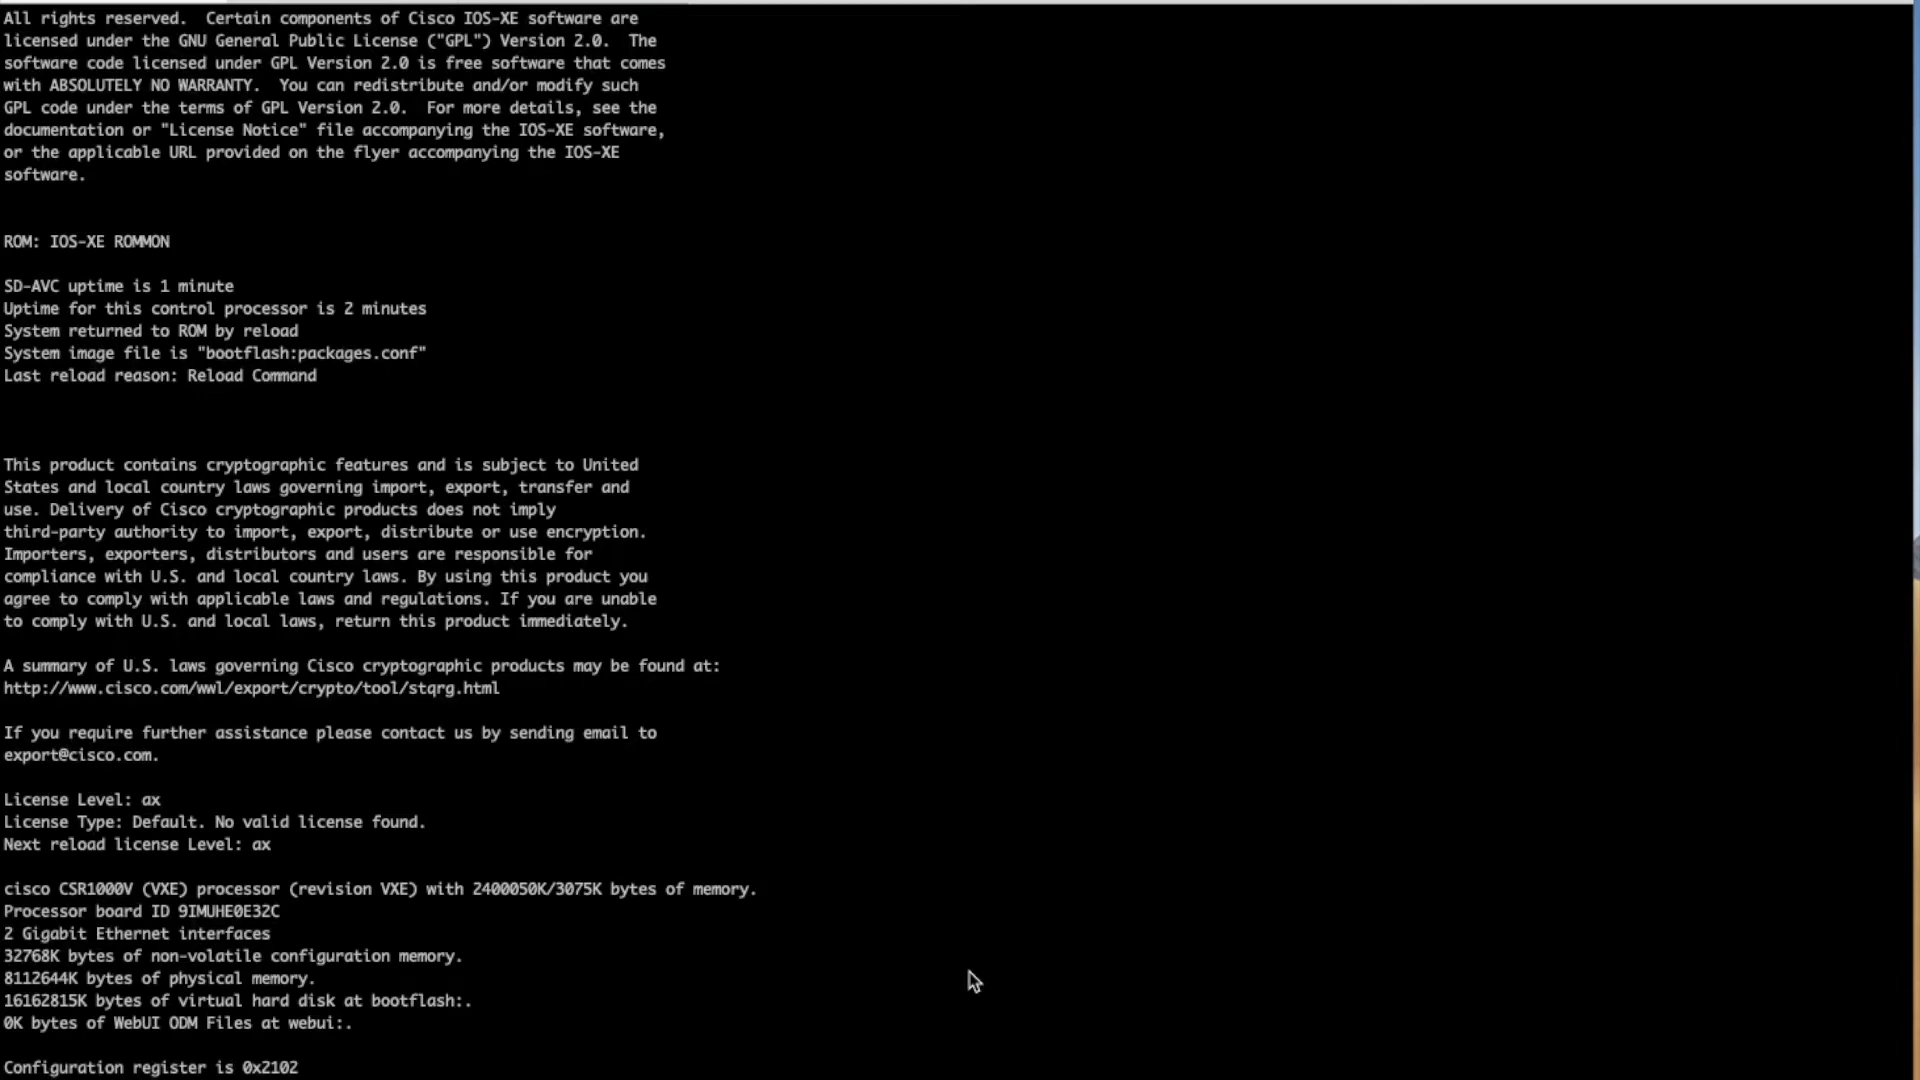 All rights reserved.  Certain components of Cisco IOS-XE software are
licensed under the GNU General Public License ("GPL") Version 2.0.  The
software code licensed under GPL Version 2.0 is free software that comes
with ABSOLUTELY NO WARRANTY.  You can redistribute and/or modify such
GPL code under the terms of GPL Version 2.0.  For more details, see the
documentation or "License Notice" file accompanying the IOS-XE software,
or the applicable URL provided on the flyer accompanying the IOS-XE
software.
ROM: IOS-XE ROMMON
SD-AVC uptime is 1 minute
Uptime for this control processor is 2 minutes
System returned to ROM by reload
System image file is "bootflash:packages.conf"
Last reload reason: Reload Command
This product contains cryptographic features and is subject to United
States and local country laws governing import, export, transfer and
use. Delivery of Cisco cryptographic products does not imply
third-party authority to import, export, distribute or use encryption.
Importers, exporters, distributors and users are responsible for
compliance with U.S. and local country laws. By using this product you
agree to comply with applicable laws and regulations. If you are unable
to comply with U.S. and local laws, return this product immediately.
A summary of U.S. laws governing Cisco cryptographic products may be found at:
http://www.cisco.com/wwl/export/crypto/tool/stqrg.html
If you require further assistance please contact us by sending email to
export@cisco.com.
License Level: ax
License Type: Default. No valid license found.
Next reload license Level: ax
cisco CSR1000V (VXE) processor (revision VXE) with 2400050K/3075K bytes of memory.
Processor board ID 9IMUHE0E32C
2 Gigabit Ethernet interfaces
32768K bytes of non-volatile configuration memory.
8112644K bytes of physical memory.
16162815K bytes of virtual hard disk at bootflash:.
0K bytes of WebUI ODM Files at webui:.
Configuration register is 0x2102